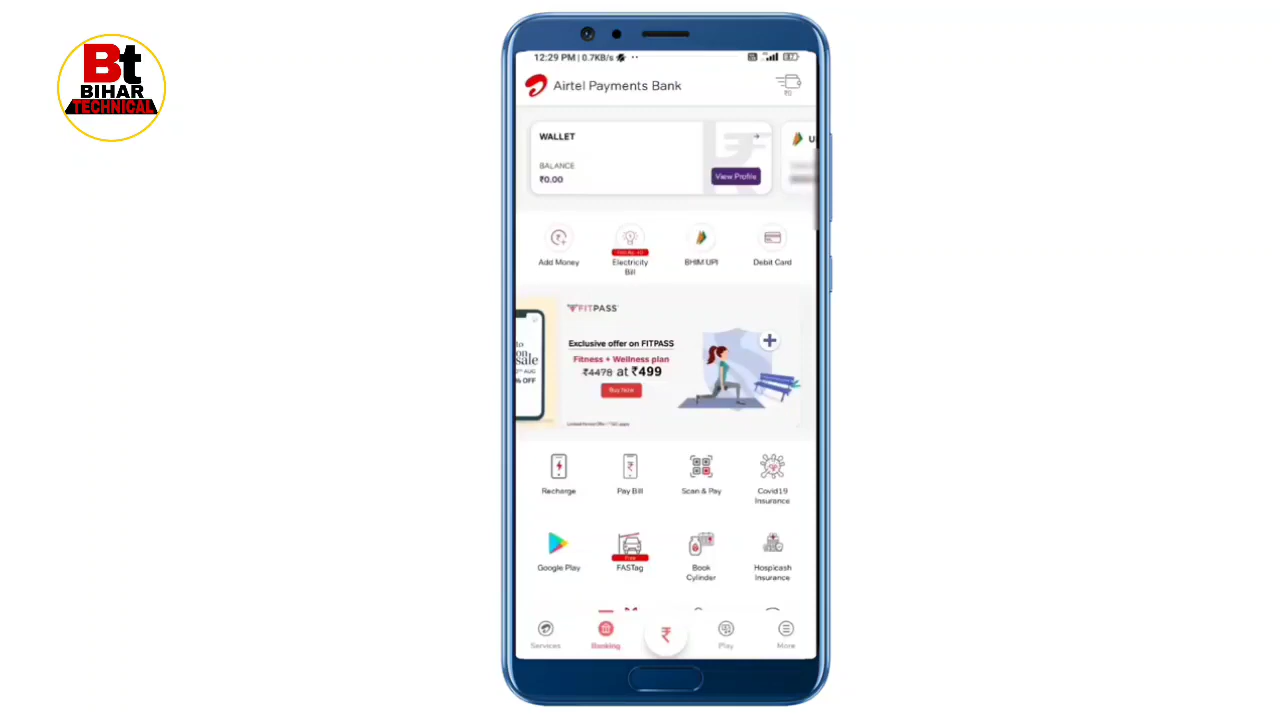 Bt
BIHAR
TECHNICAL
12:29 PM | 0.7KB/s
Airtel Payments Bank
WALLET
BALANCE
₹0.00
View Profile
Add Money
Electricity
Bill
BHIM UPI
Debit Card
FITPASS
Exclusive offer on FITPASS
Fitness + Wellness plan
₹4478 at ₹499
Buy Now
sale
% OFF
Recharge
Pay Bill
Scan & Pay
Covid19
Insurance
Google Play
Free
FASTag
Book
Cylinder
Hospicash
Insurance
Services
Banking
₹
Play
More